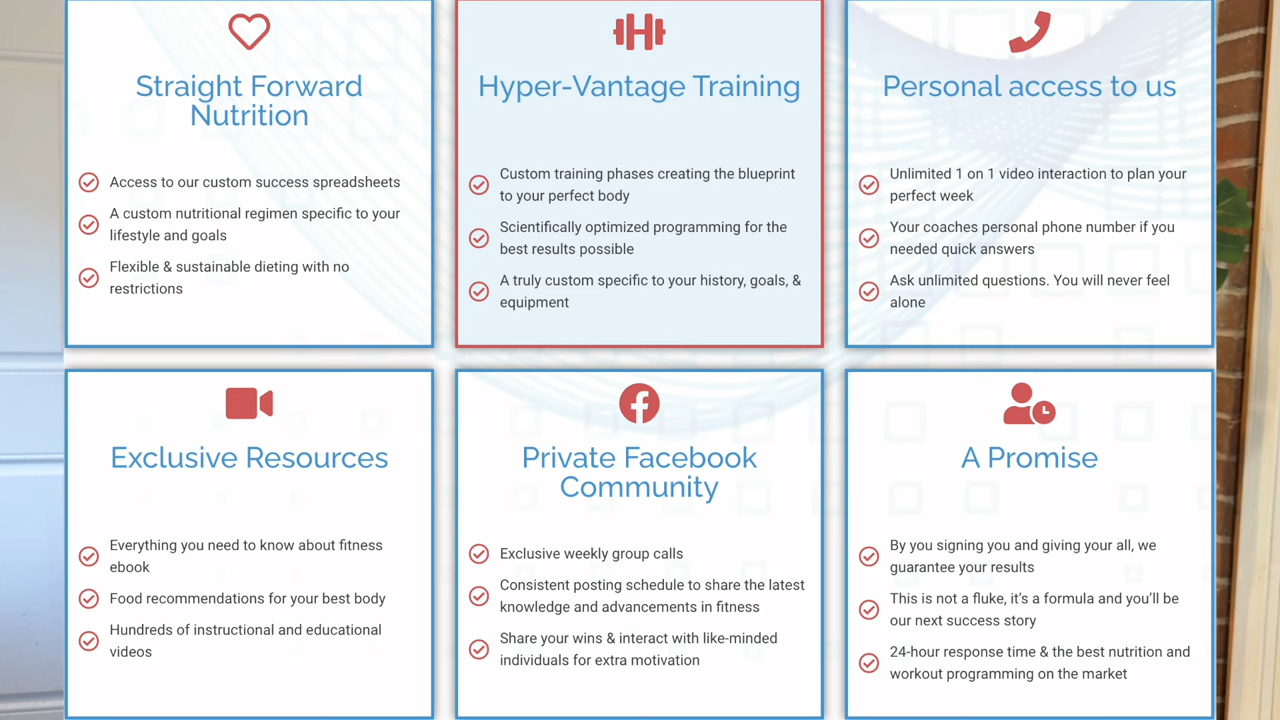 Straight Forward
Nutrition
Access to our custom success spreadsheets
A custom nutritional regimen specific to your
lifestyle and goals
Flexible & sustainable dieting with no
restrictions
Hyper-Vantage Training
Custom training phases creating the blueprint
to your perfect body
Scientifically optimized programming for the
best results possible
A truly custom specific to your history, goals, &
equipment
Personal access to us
Unlimited 1 on 1 video interaction to plan your
perfect week
Your coaches personal phone number if you
needed quick answers
Ask unlimited questions. You will never feel
alone
Exclusive Resources
Everything you need to know about fitness
ebook
Food recommendations for your best body
Hundreds of instructional and educational
videos
Private Facebook
Community
Exclusive weekly group calls
Consistent posting schedule to share the latest
knowledge and advancements in fitness
Share your wins & interact with like-minded
individuals for extra motivation
A Promise
By you signing you and giving your all, we
guarantee your results
This is not a fluke, it’s a formula and you’ll be
our next success story
24-hour response time & the best nutrition and
workout programming on the market